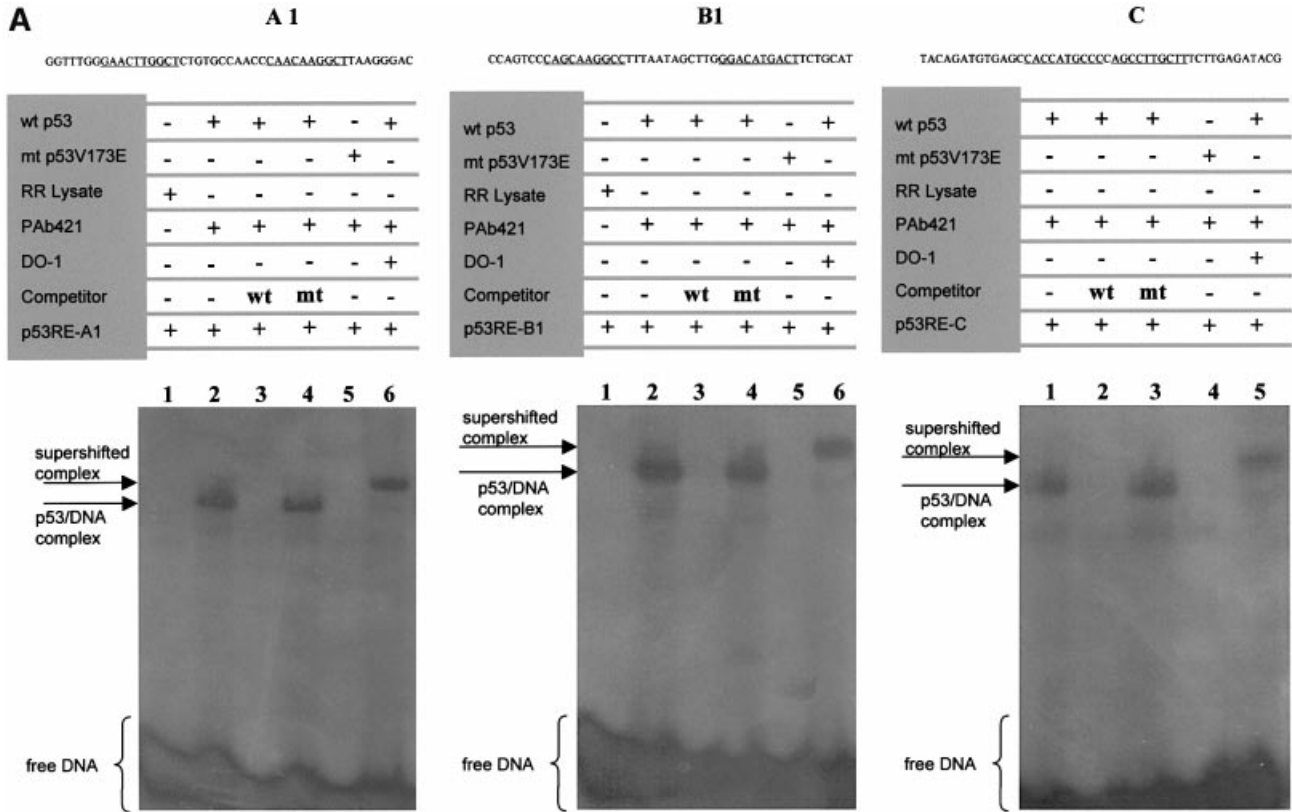 A
A 1
GGTTTGGGAACTTGGCTCTGTGCCAACCCAACAAGGCTTAAGGGAC
wt p53 - + + + - +
mt p53V173E - - - - + -
RR Lysate + - - - - -
PAb421 - + + + + +
DO-1 - - - - - +
Competitor - - wt mt - -
p53RE-A1 + + + + + +
1 2 3 4 5 6
supershifted
complex
p53/DNA
complex
free DNA
B1
CCAGTCCCAGCAAGGCCTTTAATAGCTTGGGACATGACTTCTGCAT
wt p53 - + + + - +
mt p53V173E - - - - + -
RR Lysate + - - - - -
PAb421 - + + + + +
DO-1 - - - - - +
Competitor - - wt mt - -
p53RE-B1 + + + + + +
1 2 3 4 5 6
supershifted
complex
p53/DNA
complex
free DNA
C
TACAGATGTGAGCCACCATGCCCCAGCCTTGCTTTCTTGAGATACG
wt p53 + + + - +
mt p53V173E - - - + -
RR Lysate - - - - -
PAb421 + + + + +
DO-1 - - - - +
Competitor - wt mt - -
p53RE-C + + + + +
1 2 3 4 5
supershifted
complex
p53/DNA
complex
free DNA